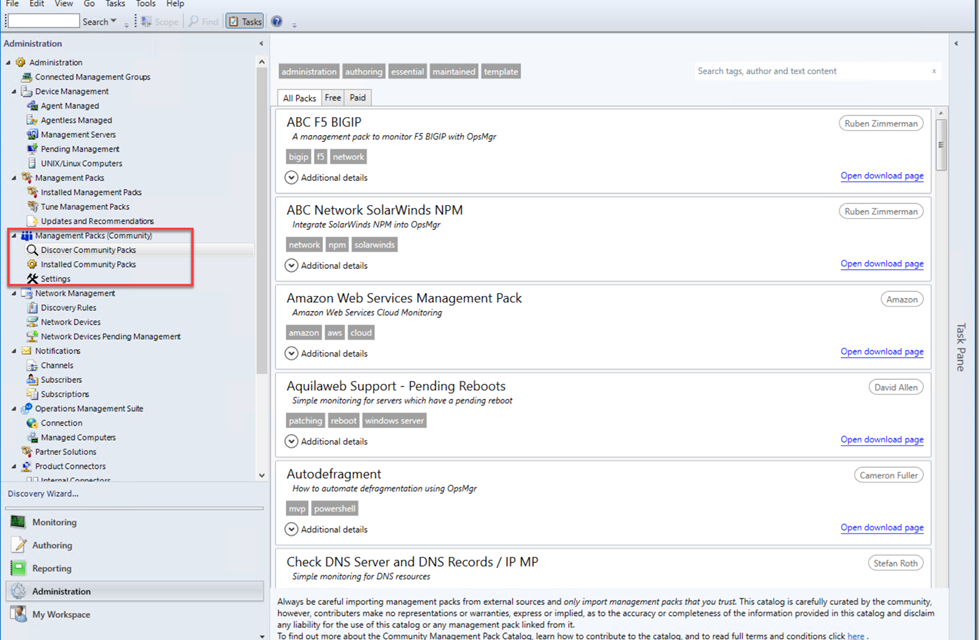 File Edit View Go Tasks Tools Help
Search Scope Find Tasks
Administration
Administration
Connected Management Groups
Device Management
Agent Managed
Agentless Managed
Management Servers
Pending Management
UNIX/Linux Computers
Management Packs
Installed Management Packs
Tune Management Packs
Updates and Recommendations
Management Packs (Community)
Discover Community Packs
Installed Community Packs
Settings
Network Management
Discovery Rules
Network Devices
Network Devices Pending Management
Notifications
Channels
Subscribers
Subscriptions
Operations Management Suite
Connection
Managed Computers
Partner Solutions
Product Connectors
Internal Connectors
Discovery Wizard...
Monitoring
Authoring
Reporting
Administration
My Workspace
administration authoring essential maintained template
Search tags, author and text content x
All Packs Free Paid
ABC F5 BIGIP
Ruben Zimmerman
A management pack to monitor F5 BIGIP with OpsMgr
bigip f5 network
Additional details
Open download page
ABC Network SolarWinds NPM
Ruben Zimmerman
Integrate SolarWinds NPM into OpsMgr
network npm solarwinds
Additional details
Open download page
Amazon Web Services Management Pack
Amazon
Amazon Web Services Cloud Monitoring
amazon aws cloud
Additional details
Open download page
Aquilaweb Support - Pending Reboots
David Allen
Simple monitoring for servers which have a pending reboot
patching reboot windows server
Additional details
Open download page
Autodefragment
Cameron Fuller
How to automate defragmentation using OpsMgr
mvp powershell
Additional details
Open download page
Check DNS Server and DNS Records / IP MP
Stefan Roth
Simple monitoring for DNS resources
Always be careful importing management packs from external sources and only import management packs that you trust. This catalog is carefully curated by the community,
however, contributers make no representations or warranties, express or implied, as to the accuracy or completeness of the information provided in this catalog and disclaim
any liability for the use of this catalog or any management pack linked from it.
To find out more about the Community Management Pack Catalog, learn how to contribute to the catalog, and to read full terms and conditions click here .
Task Pane